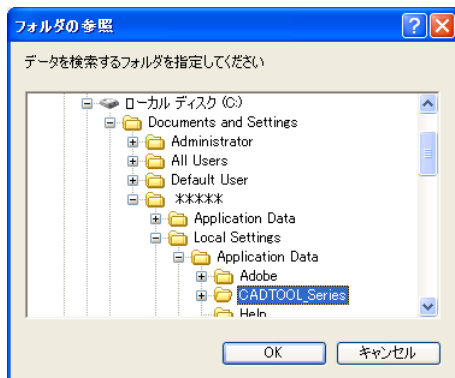 フォルダの参照
データを検索するフォルダを指定してください
ローカル ディスク (C:)
Documents and Settings
Administrator
All Users
Default User
*****
Application Data
Local Settings
Application Data
Adobe
CADTOOL_Series
Help
OK
キャンセル